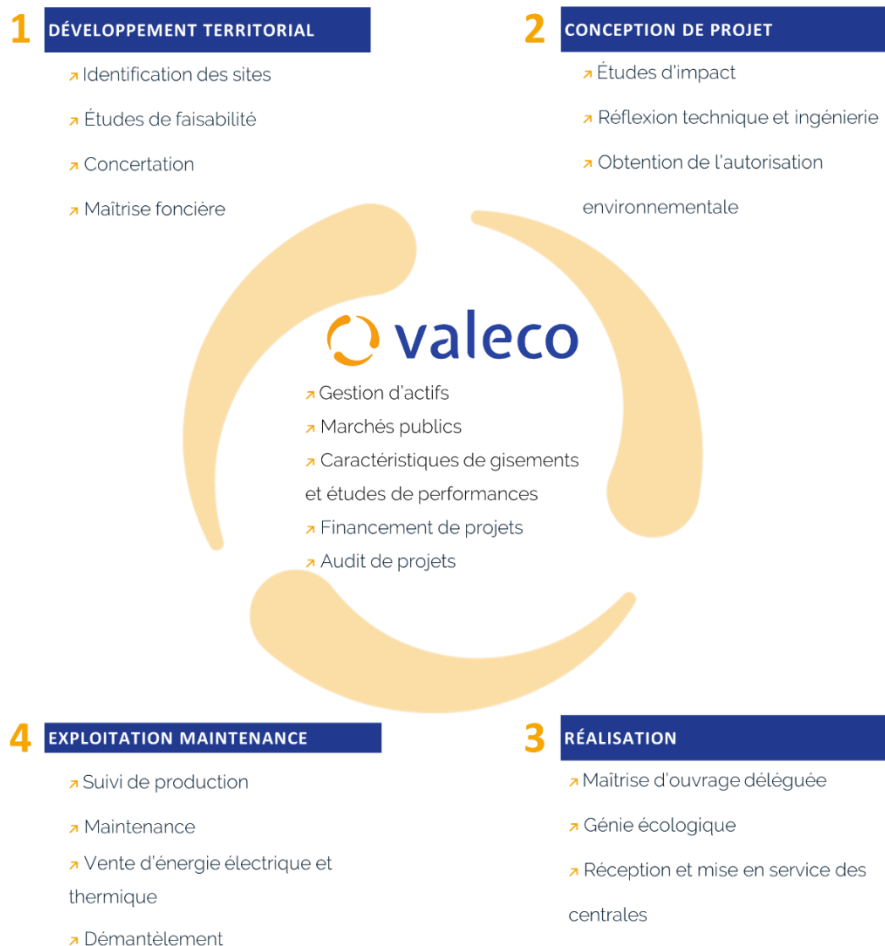 1 DÉVELOPPEMENT TERRITORIAL
Identification des sites
Études de faisabilité
Concertation
Maîtrise foncière
2 CONCEPTION DE PROJET
Études d'impact
Réflexion technique et ingénierie
Obtention de l'autorisation
environnementale
valeco
Gestion d'actifs
Marchés publics
Caractéristiques de gisements
et études de performances
Financement de projets
Audit de projets
4 EXPLOITATION MAINTENANCE
Suivi de production
Maintenance
Vente d'énergie électrique et
thermique
Démantèlement
3 RÉALISATION
Maîtrise d'ouvrage déléguée
Génie écologique
Réception et mise en service des
centrales